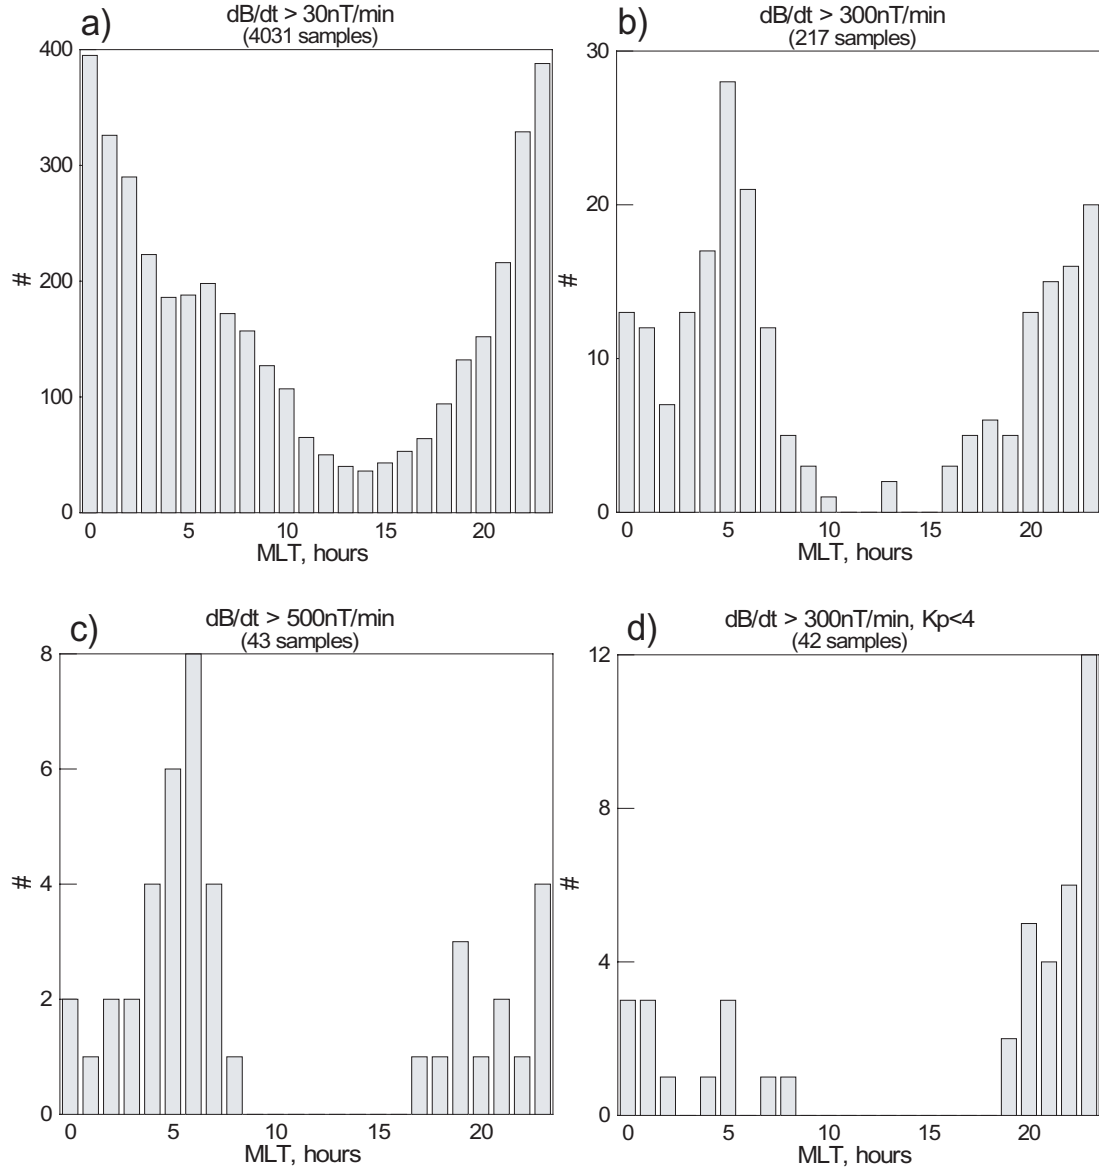 a)
dB/dt > 30nT/min
(4031 samples)
400
300
200
100
0
#
0 5 10 15 20
MLT, hours
b)
dB/dt > 300nT/min
(217 samples)
30
20
10
0
#
0 5 10 15 20
MLT, hours
c)
dB/dt > 500nT/min
(43 samples)
8
6
4
2
0
#
0 5 10 15 20
MLT, hours
d)
dB/dt > 300nT/min, Kp<4
(42 samples)
12
8
4
0
#
0 5 10 15 20
MLT, hours